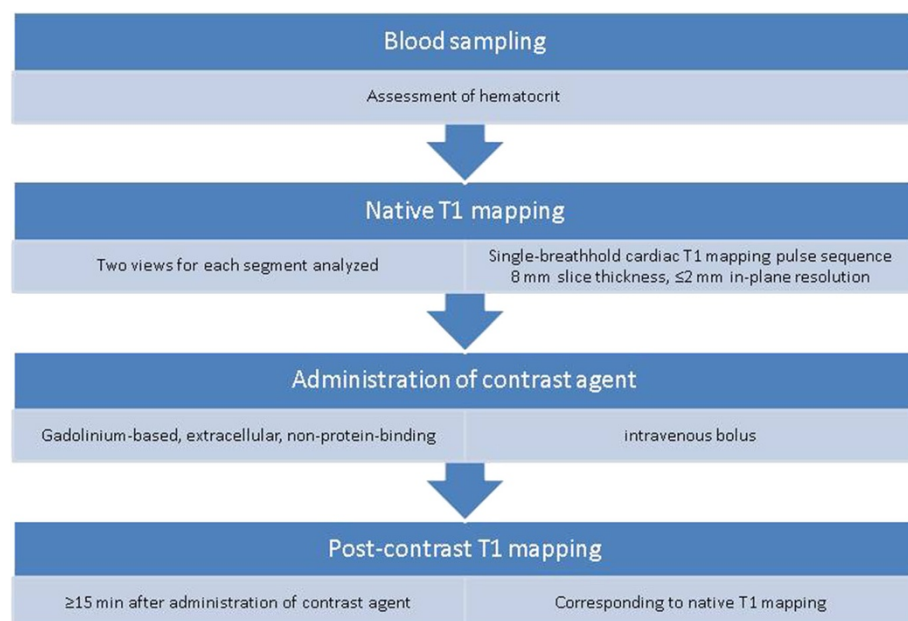 Blood sampling
Assessment of hematocrit
Native T1 mapping
Two views for each segment analyzed
Single-breathhold cardiac T1 mapping pulse sequence
8 mm slice thickness, ≤2 mm in-plane resolution
Administration of contrast agent
Gadolinium-based, extracellular, non-protein-binding
intravenous bolus
Post-contrast T1 mapping
≥15 min after administration of contrast agent
Corresponding to native T1 mapping